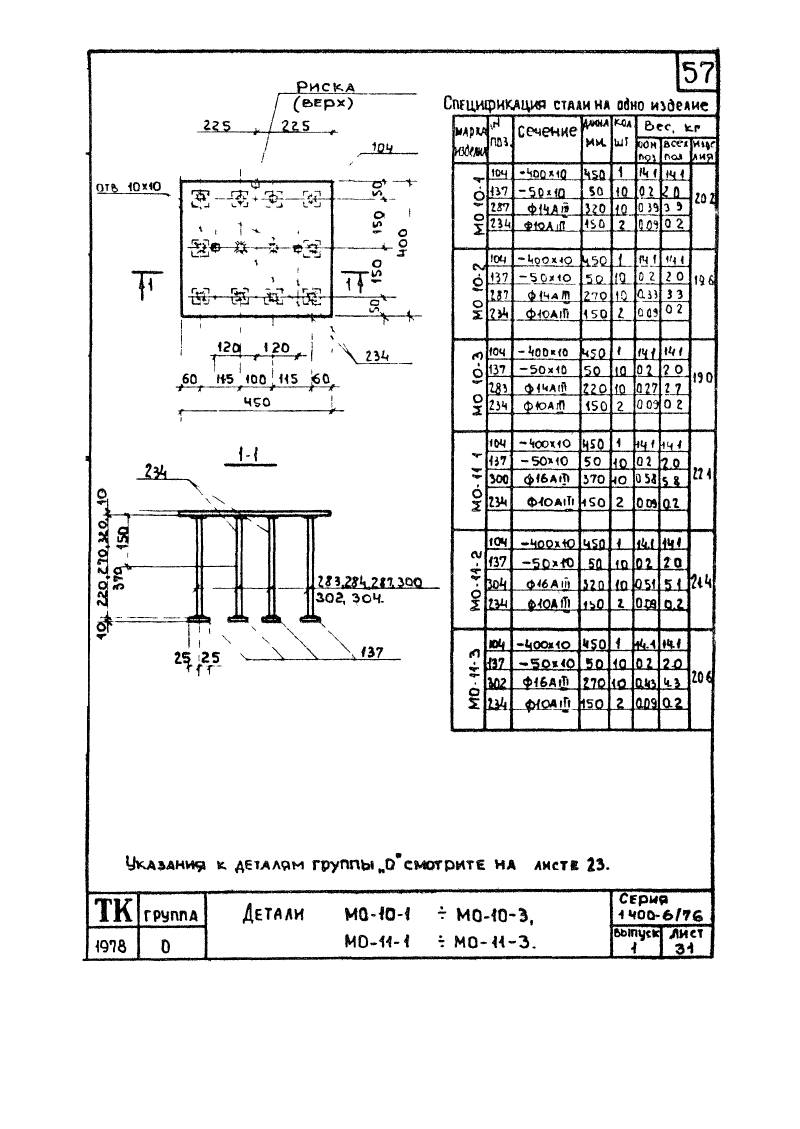 57
Риска
(верх)
225 225
104
отв. 10×10
50
150
400
150
50
1 1
120 120
234
60 115 100 115 60
450
1-1
234
10
220,270,320,
370
150
10
283,284,287,300
302, 304.
25 25
137
Спецификация стали на одно изделие
Марка изделия № поз. Сечение Длина мм. Кол. шт Вес, кг
одн поз всех поз изделия
МО 10-1 20.2
104 −400×10 450 1 14.1 14.1
137 −50×10 50 10 0.2 2.0
287 ф14АIII 320 10 0.39 3.9
234 ф10АIII 150 2 0.09 0.2
МО 10-2 19.6
104 −400×10 450 1 14.1 14.1
137 −50×10 50 10 0.2 2.0
287 ф14АIII 270 10 0.33 3.3
234 ф10АIII 150 2 0.09 0.2
МО 10-3 19.0
104 −400×10 450 1 14.1 14.1
137 −50×10 50 10 0.2 2.0
283 ф14АIII 220 10 0.27 2.7
234 ф10АIII 150 2 0.09 0.2
МО-11-1 22.1
104 −400×10 450 1 14.1 14.1
137 −50×10 50 10 0.2 2.0
300 ф16АIII 370 10 0.58 5.8
234 ф10АIII 150 2 0.09 0.2
МО-11-2 21.4
104 −400×10 450 1 14.1 14.1
137 −50×10 50 10 0.2 2.0
304 ф16АIII 320 10 0.51 5.1
234 ф10АIII 150 2 0.09 0.2
МО-11-3 20.6
104 −400×10 450 1 14.1 14.1
137 −50×10 50 10 0.2 2.0
302 ф16АIII 270 10 0.43 4.3
234 ф10АIII 150 2 0.09 0.2
Указания к деталям группы „О" смотрите на листе 23.
ТК группа Детали МО-10-1 ÷ МО-10-3, Серия
1400-6/76
1978 О МО-11-1 ÷ МО-11-3. Выпуск Лист
1 31